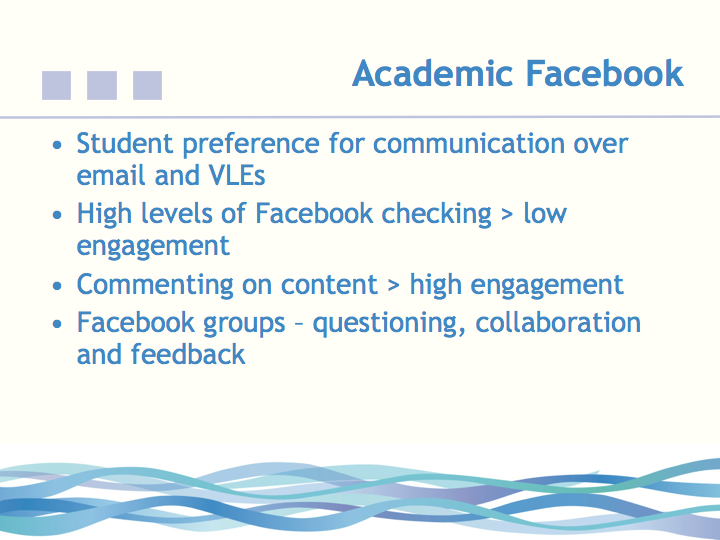 Academic Facebook
• Student preference for communication over
email and VLEs
• High levels of Facebook checking > low
engagement
• Commenting on content > high engagement
• Facebook groups – questioning, collaboration
and feedback